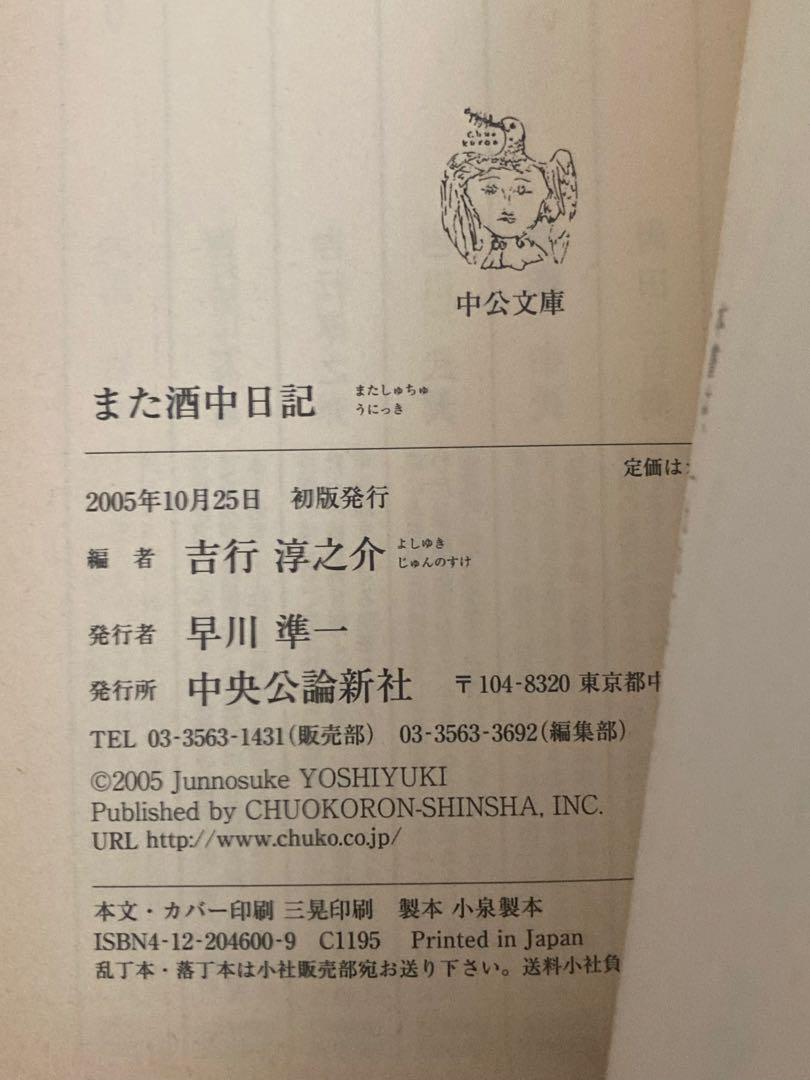 chuo
koron
中公文庫
また酒中日記 またしゅちゅ
うにっき
定価は
2005年10月25日 初版発行
編者 吉行 淳之介 よしゆき
じゅんのすけ
発行者 早川 準一
発行所 中央公論新社 〒104-8320 東京都中
TEL 03-3563-1431(販売部) 03-3563-3692(編集部)
©2005 Junnosuke YOSHIYUKI
Published by CHUOKORON-SHINSHA, INC.
URL http://www.chuko.co.jp/
本文・カバー印刷 三晃印刷 製本 小泉製本
ISBN4-12-204600-9 C1195 Printed in Japan
乱丁本・落丁本は小社販売部宛お送り下さい。送料小社負